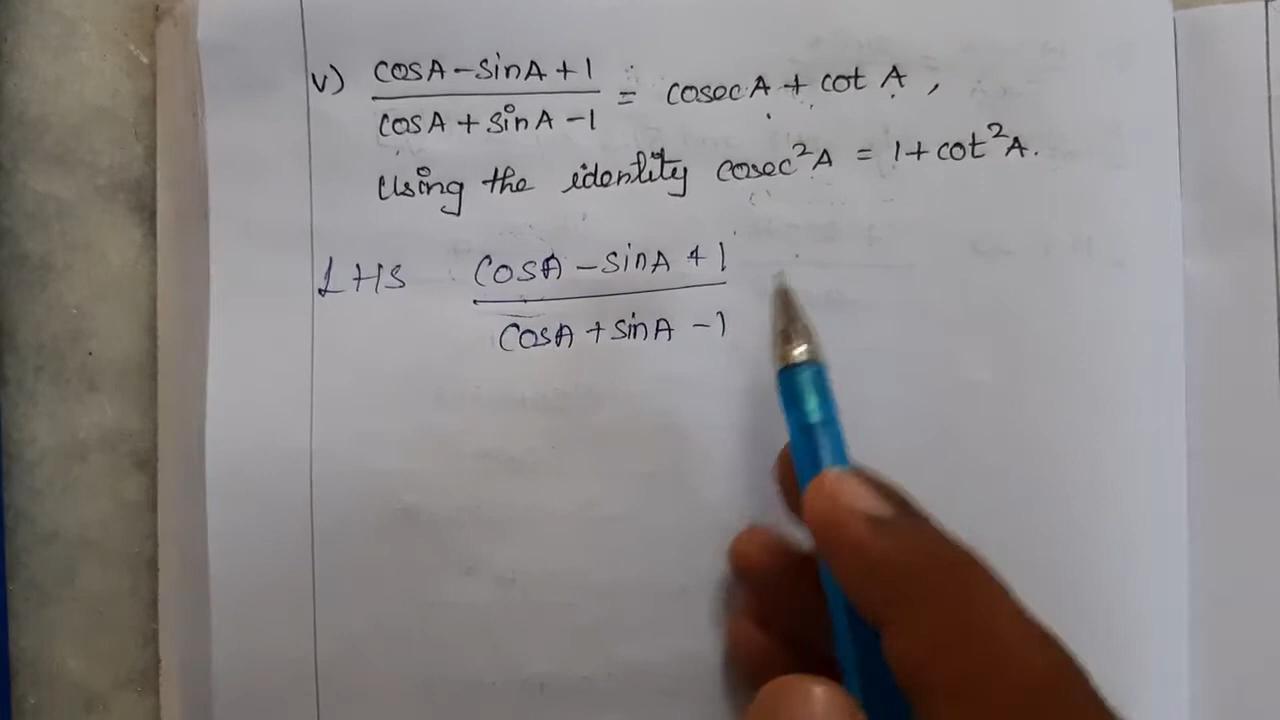 v) cosA - sinA + 1 / cosA + sinA - 1 = cosecA + cot A ,
Using the identity cosec²A = 1 + cot²A.
LHS cosA - sinA + 1 / cosA + sinA - 1